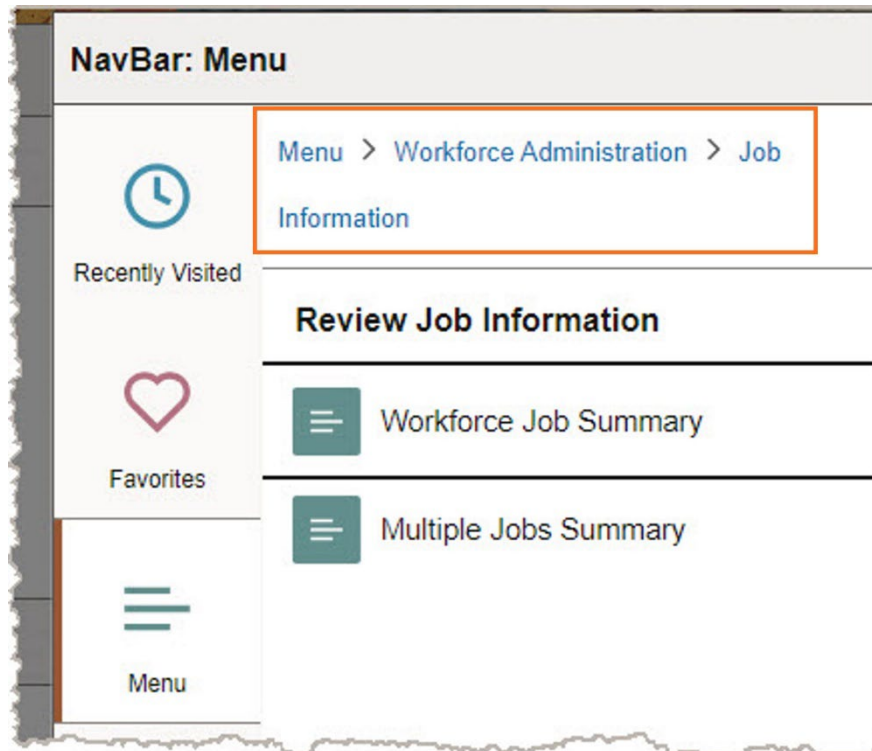 NavBar: Menu
Menu > Workforce Administration > Job
Information
Recently Visited
Review Job Information
Workforce Job Summary
Favorites
Multiple Jobs Summary
Menu